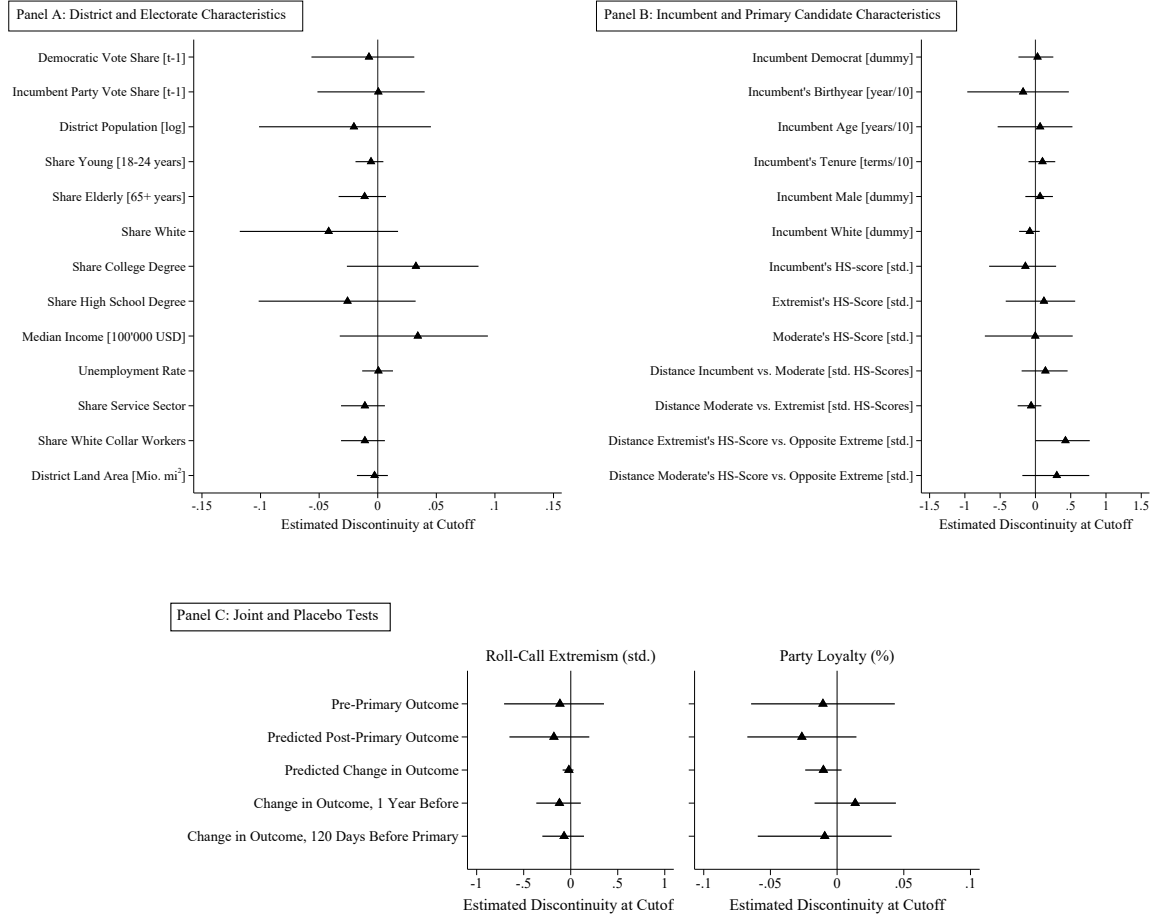 Panel A: District and Electorate Characteristics
Democratic Vote Share [t-1]
Incumbent Party Vote Share [t-1]
District Population [log]
Share Young [18-24 years]
Share Elderly [65+ years]
Share White
Share College Degree
Share High School Degree
Median Income [100'000 USD]
Unemployment Rate
Share Service Sector
Share White Collar Workers
District Land Area [Mio. mi²]
-.15 -.1 -.05 0 .05 .1 .15
Estimated Discontinuity at Cutoff
Panel B: Incumbent and Primary Candidate Characteristics
Incumbent Democrat [dummy]
Incumbent's Birthyear [year/10]
Incumbent Age [years/10]
Incumbent's Tenure [terms/10]
Incumbent Male [dummy]
Incumbent White [dummy]
Incumbent's HS-score [std.]
Extremist's HS-Score [std.]
Moderate's HS-Score [std.]
Distance Incumbent vs. Moderate [std. HS-Scores]
Distance Moderate vs. Extremist [std. HS-Scores]
Distance Extremist's HS-Score vs. Opposite Extreme [std.]
Distance Moderate's HS-Score vs. Opposite Extreme [std.]
-1.5 -1 -.5 0 .5 1 1.5
Estimated Discontinuity at Cutoff
Panel C: Joint and Placebo Tests
Roll-Call Extremism (std.)
Pre-Primary Outcome
Predicted Post-Primary Outcome
Predicted Change in Outcome
Change in Outcome, 1 Year Before
Change in Outcome, 120 Days Before Primary
-1 -.5 0 .5 1
Estimated Discontinuity at Cutoff
Party Loyalty (%)
-.1 -.05 0 .05 .1
Estimated Discontinuity at Cutoff